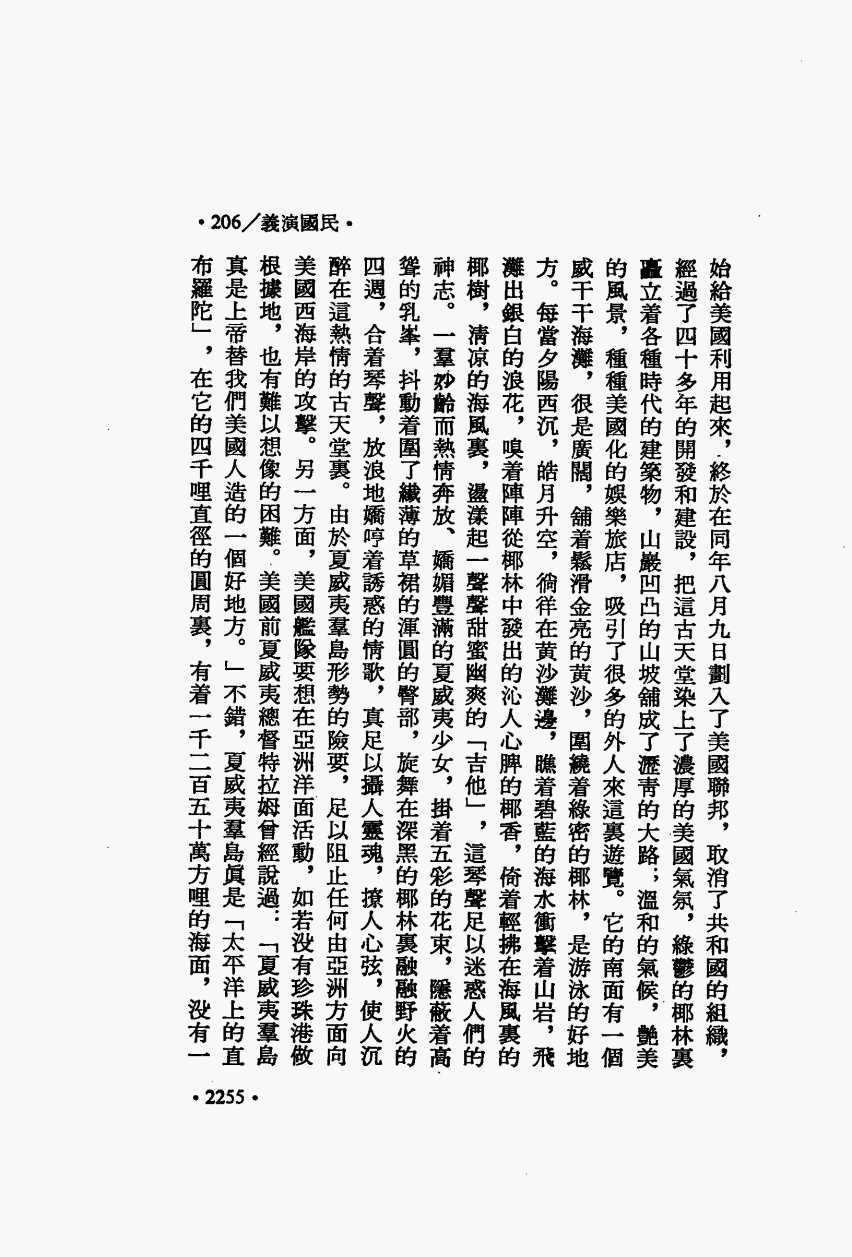 •206/義演國民•
始給美國利用起來，終於在同年八月九日劃入了美國聯邦，取消了共和國的組織，
經過了四十多年的開發和建設，把這古天堂染上了濃厚的美國氣氛，綠鬱的椰林裏
矗立着各種時代的建築物，山巖凹凸的山坡舖成了瀝青的大路；溫和的氣候，艷美
的風景，種種美國化的娛樂旅店，吸引了很多的外人來這裏遊覽。它的南面有一個
威干干海灘，很是廣闊，舖着鬆滑金亮的黄沙，圍繞着綠密的椰林，是游泳的好地
方。每當夕陽西沉，皓月升空，徜徉在黄沙灘邊，瞧着碧藍的海水衝擊着山岩，飛
灘出銀白的浪花，嗅着陣陣從椰林中發出的沁人心脾的椰香，倚着輕拂在海風裏的
椰樹，淸凉的海風裏，盪漾起一聲聲甜蜜幽爽的「吉他」，這琴聲足以迷惑人們的
神志。一羣妙齡而熱情奔放、嬌媚豐滿的夏威夷少女，掛着五彩的花束，隱蔽着高
聳的乳峯，抖動着圍了纖薄的草裙的渾圓的臀部，旋舞在深黑的椰林裏融融野火的
四週，合着琴聲，放浪地嬌哼着誘惑的情歌，真足以攝人靈魂，撩人心弦，使人沉
醉在這熱情的古天堂裏。由於夏威夷羣島形勢的險要，足以阻止任何由亞洲方面向
美國西海岸的攻擊。另一方面，美國艦隊要想在亞洲洋面活動，如若没有珍珠港做
根據地，也有難以想像的困難。美國前夏威夷總督特拉姆曾經說過：「夏威夷羣島
真是上帝替我們美國人造的一個好地方。」不錯，夏威夷羣島眞是「太平洋上的直
布羅陀」，在它的四千哩直徑的圓周裏，有着一千二百五十萬方哩的海面，没有一
•2255•